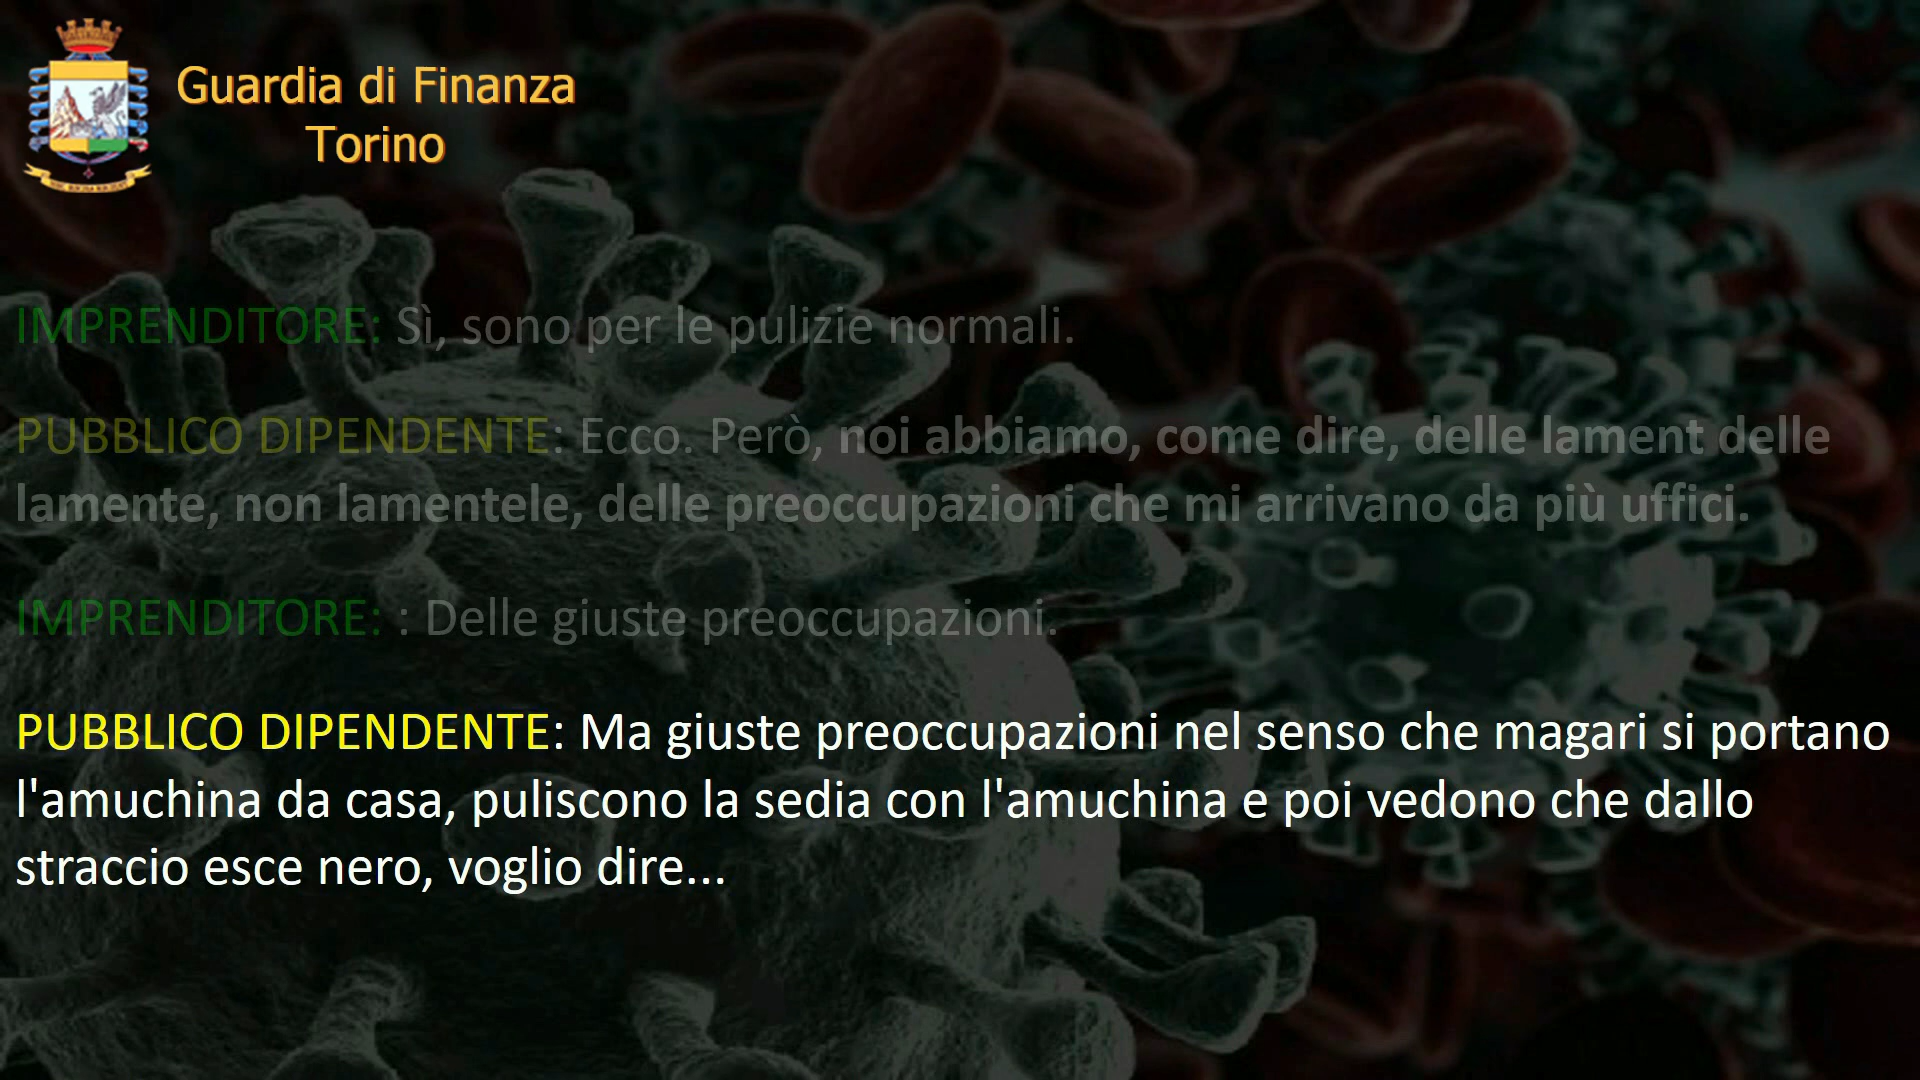 Guardia di Finanza
Torino
IMPRENDITORE: Sì, sono per le pulizie normali.
PUBBLICO DIPENDENTE: Ecco. Però, noi abbiamo, come dire, delle lament delle
lamente, non lamentele, delle preoccupazioni che mi arrivano da più uffici.
IMPRENDITORE: : Delle giuste preoccupazioni.
PUBBLICO DIPENDENTE: Ma giuste preoccupazioni nel senso che magari si portano
l'amuchina da casa, puliscono la sedia con l'amuchina e poi vedono che dallo
straccio esce nero, voglio dire...